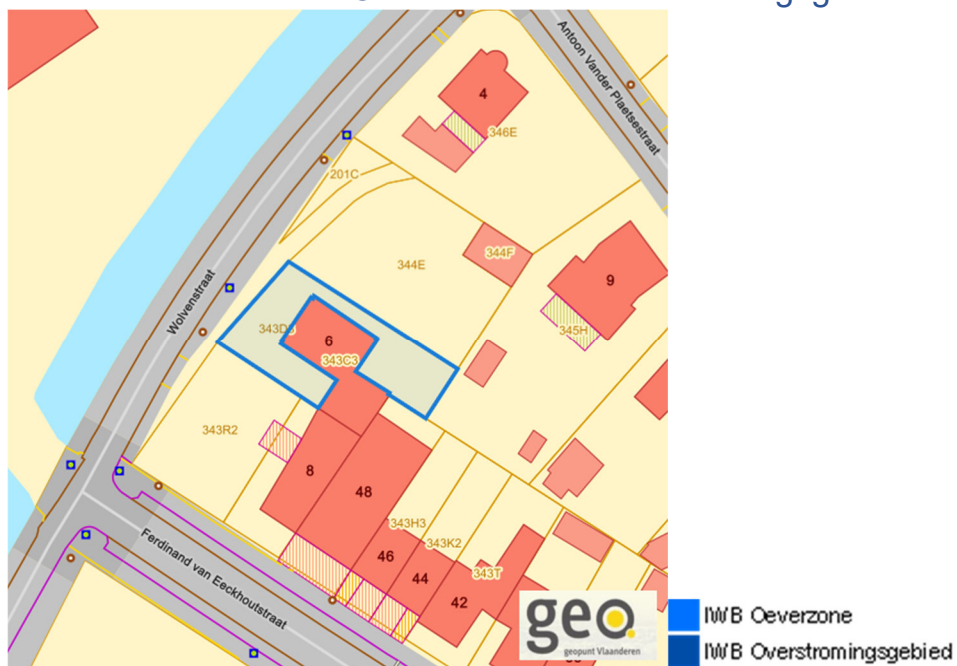 Antoon Vander Plaetsestraat
4
346E
201C
344F
344E
9
Wolvenstraat
345H
6
343C3
343R2
8
48
343H3
46
343K2
44
343T
42
Ferdinand van Eeckhoutstraat
geo.
geopunt Vlaanderen
IWB Oeverzone
IWB Overstromingsgebied